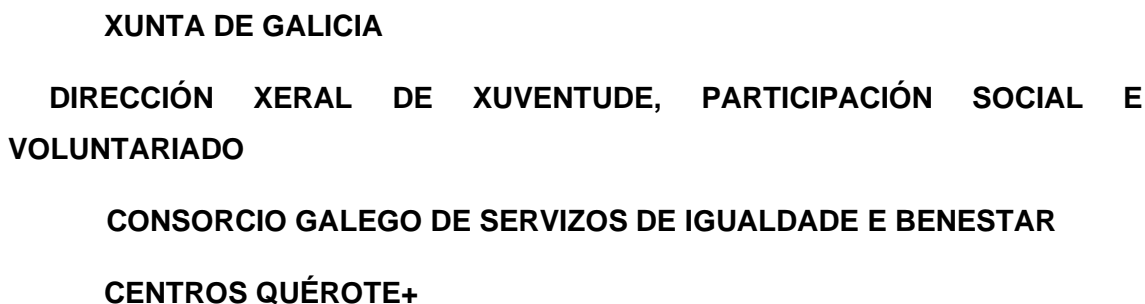 XUNTA DE GALICIA
DIRECCIÓN XERAL DE XUVENTUDE, PARTICIPACIÓN SOCIAL E
VOLUNTARIADO
CONSORCIO GALEGO DE SERVIZOS DE IGUALDADE E BENESTAR
CENTROS QUÉROTE+